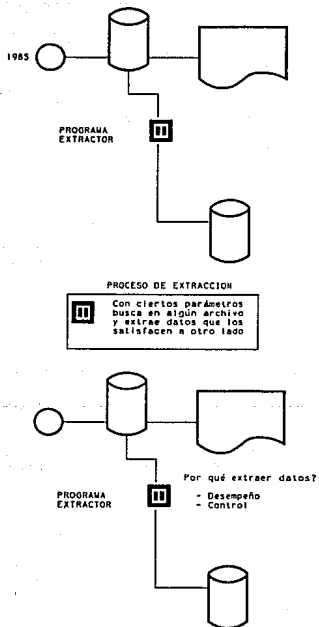 1985
PROGRAMA
EXTRACTOR
PROCESO DE EXTRACCION
Con ciertos parámetros
busca en algún archivo
y extrae datos que los
satisfacen a otro lado
Por qué extraer datos?
- Desempeño
- Control
PROGRAMA
EXTRACTOR